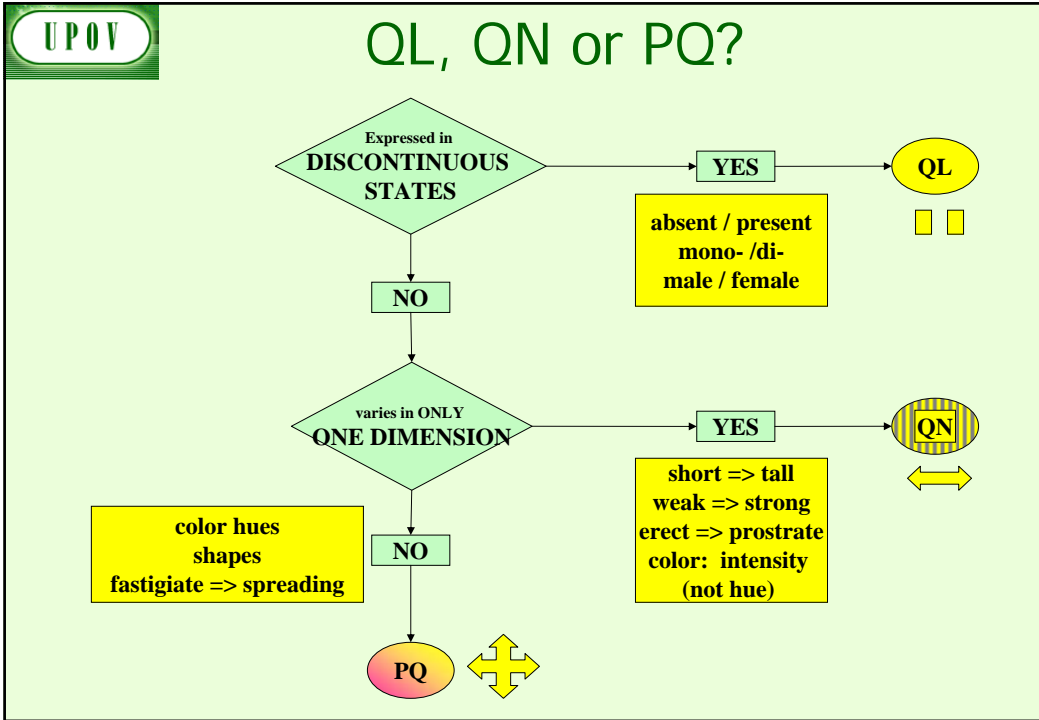 UPOV
QL, QN or PQ?
Expressed in
DISCONTINUOUS
STATES
YES
QL
absent / present
mono- /di-
male / female
NO
varies in ONLY
ONE DIMENSION
YES
QN
short => tall
weak => strong
erect => prostrate
color: intensity
(not hue)
color hues
shapes
fastigiate => spreading
NO
PQ